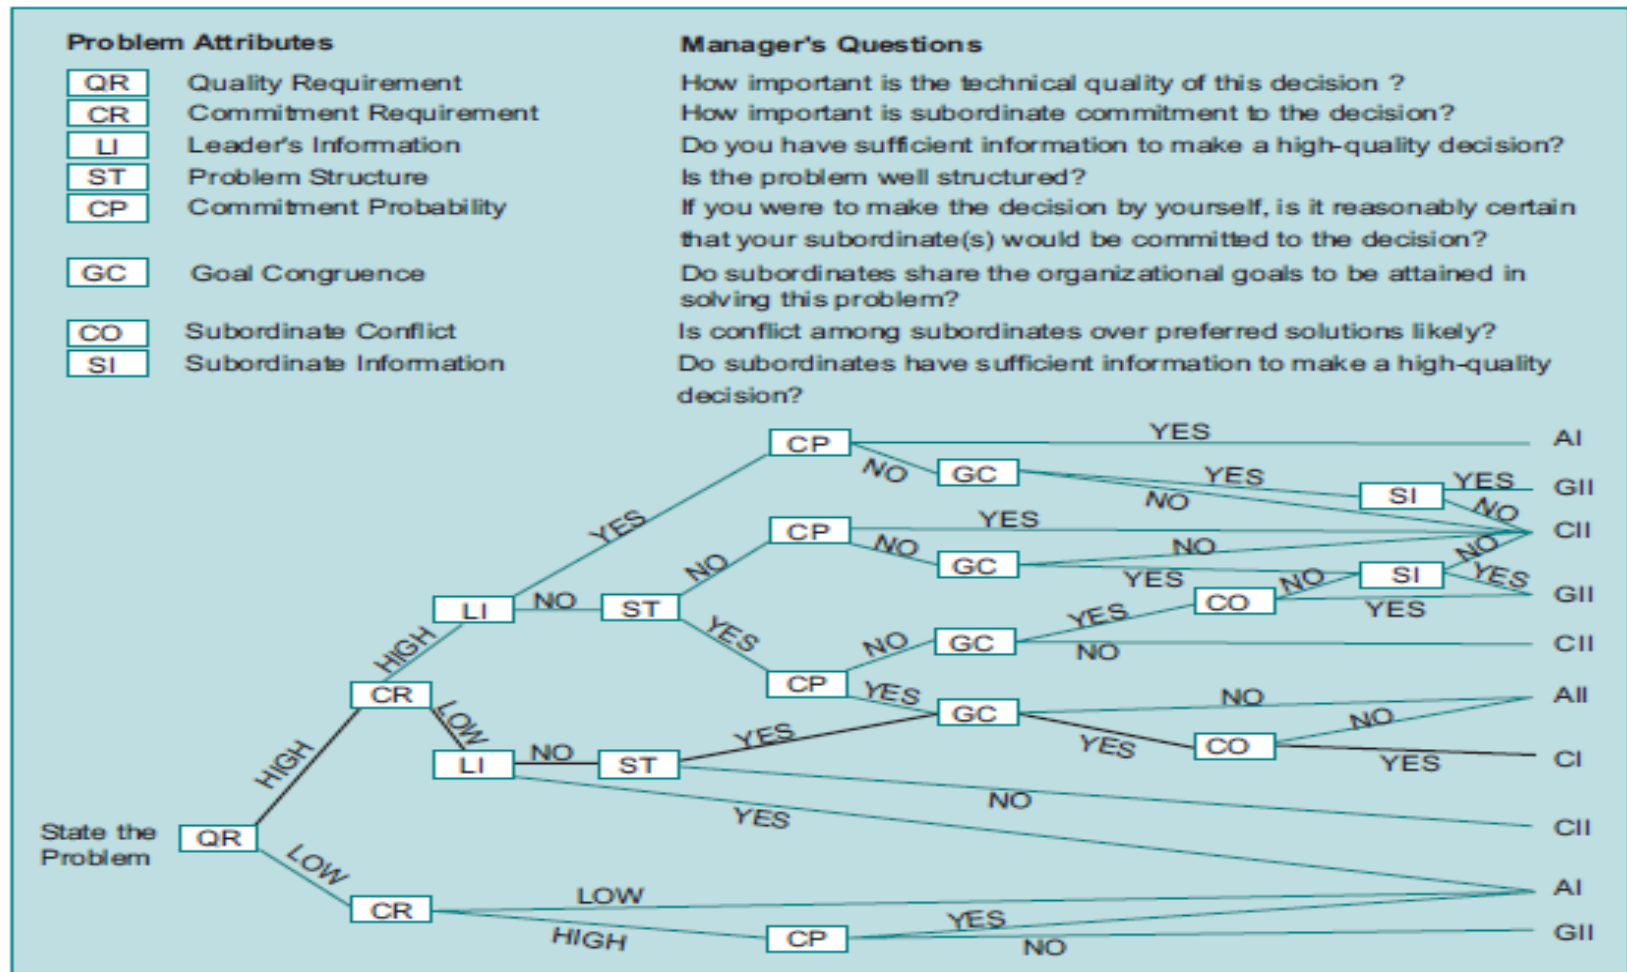 Problem Attributes Manager's Questions
QR Quality Requirement How important is the technical quality of this decision ?
CR Commitment Requirement How important is subordinate commitment to the decision?
LI Leader's Information Do you have sufficient information to make a high-quality decision?
ST Problem Structure Is the problem well structured?
CP Commitment Probability If you were to make the decision by yourself, is it reasonably certain
that your subordinate(s) would be committed to the decision?
GC Goal Congruence Do subordinates share the organizational goals to be attained in
solving this problem?
CO Subordinate Conflict Is conflict among subordinates over preferred solutions likely?
SI Subordinate Information Do subordinates have sufficient information to make a high-quality
decision?
CP YES AI
NO GC YES SI YES GII
NO NO
YES CP YES CII
NO NO GC NO NO
YES SI YES
LI NO ST CO NO YES GII
HIGH YES NO GC YES
NO CII
CR CP YES
LOW GC NO AII
YES YES CO NO
HIGH LI NO ST YES CI
NO
YES
State the
Problem QR CII
LOW
CR LOW AI
HIGH CP YES
NO GII